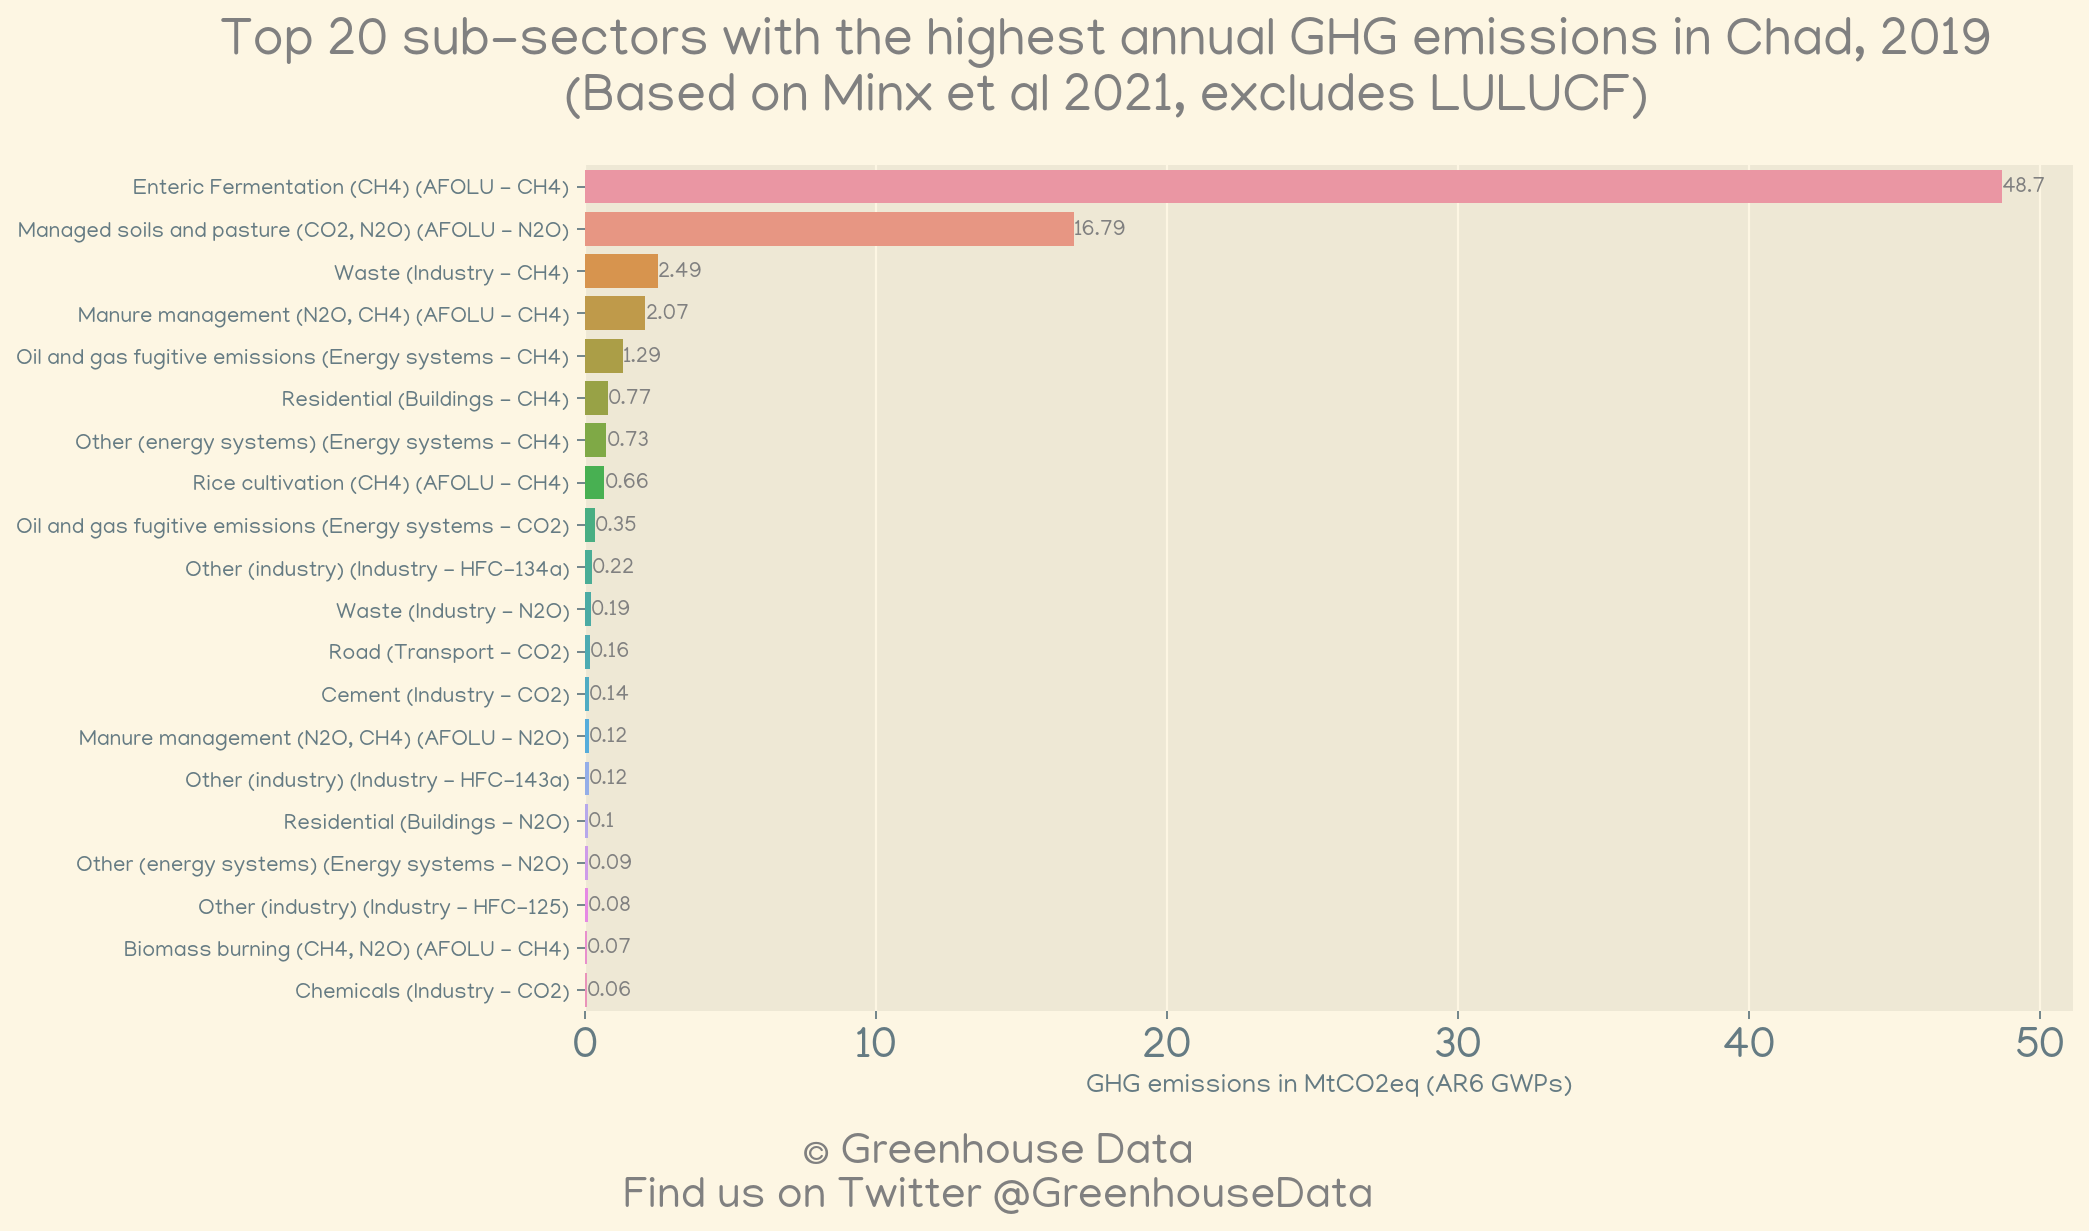 Top 20 sub-sectors with the highest annual GHG emissions in Chad, 2019
(Based on Minx et al 2021, excludes LULUCF)
Enteric Fermentation (CH4) (AFOLU - CH4) 48.7
Managed soils and pasture (CO2, N2O) (AFOLU - N2O) 16.79
Waste (Industry - CH4) 2.49
Manure management (N2O, CH4) (AFOLU - CH4) 2.07
Oil and gas fugitive emissions (Energy systems - CH4) 1.29
Residential (Buildings - CH4) 0.77
Other (energy systems) (Energy systems - CH4) 0.73
Rice cultivation (CH4) (AFOLU - CH4) 0.66
Oil and gas fugitive emissions (Energy systems - CO2) 0.35
Other (industry) (Industry - HFC-134a) 0.22
Waste (Industry - N2O) 0.19
Road (Transport - CO2) 0.16
Cement (Industry - CO2) 0.14
Manure management (N2O, CH4) (AFOLU - N2O) 0.12
Other (industry) (Industry - HFC-143a) 0.12
Residential (Buildings - N2O) 0.1
Other (energy systems) (Energy systems - N2O) 0.09
Other (industry) (Industry - HFC-125) 0.08
Biomass burning (CH4, N2O) (AFOLU - CH4) 0.07
Chemicals (Industry - CO2) 0.06
0 10 20 30 40 50
GHG emissions in MtCO2eq (AR6 GWPs)
© Greenhouse Data
Find us on Twitter @GreenhouseData